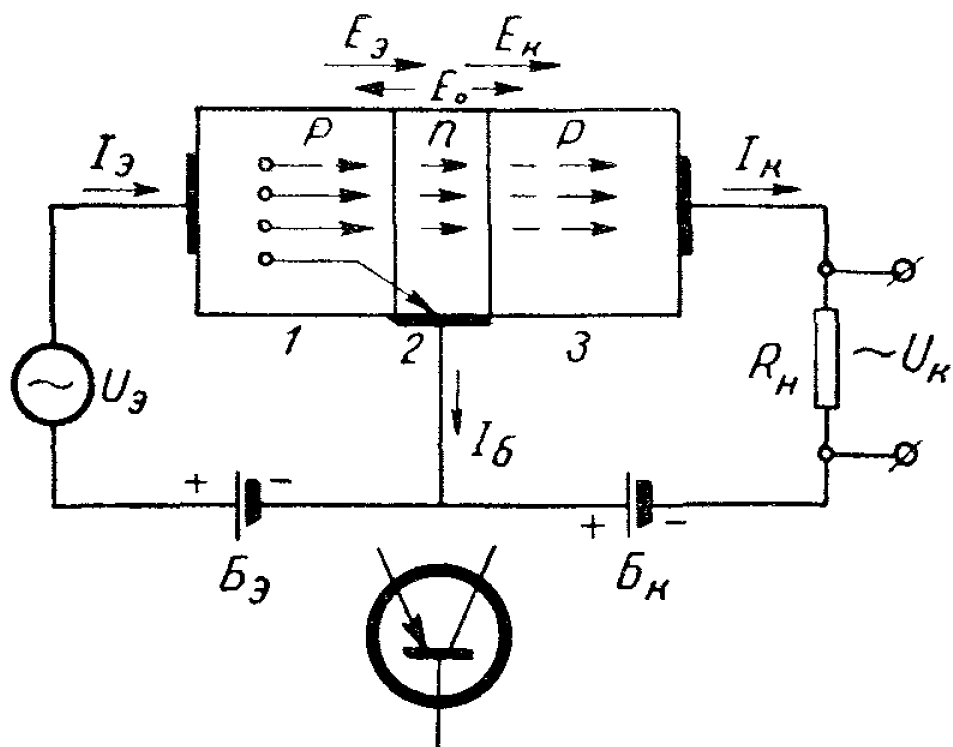 Eэ Eк
E₀
p n p
Iэ Iк
1 2 3
~ Uэ Rн ~Uк
Iб
+ - + -
Бэ Бк